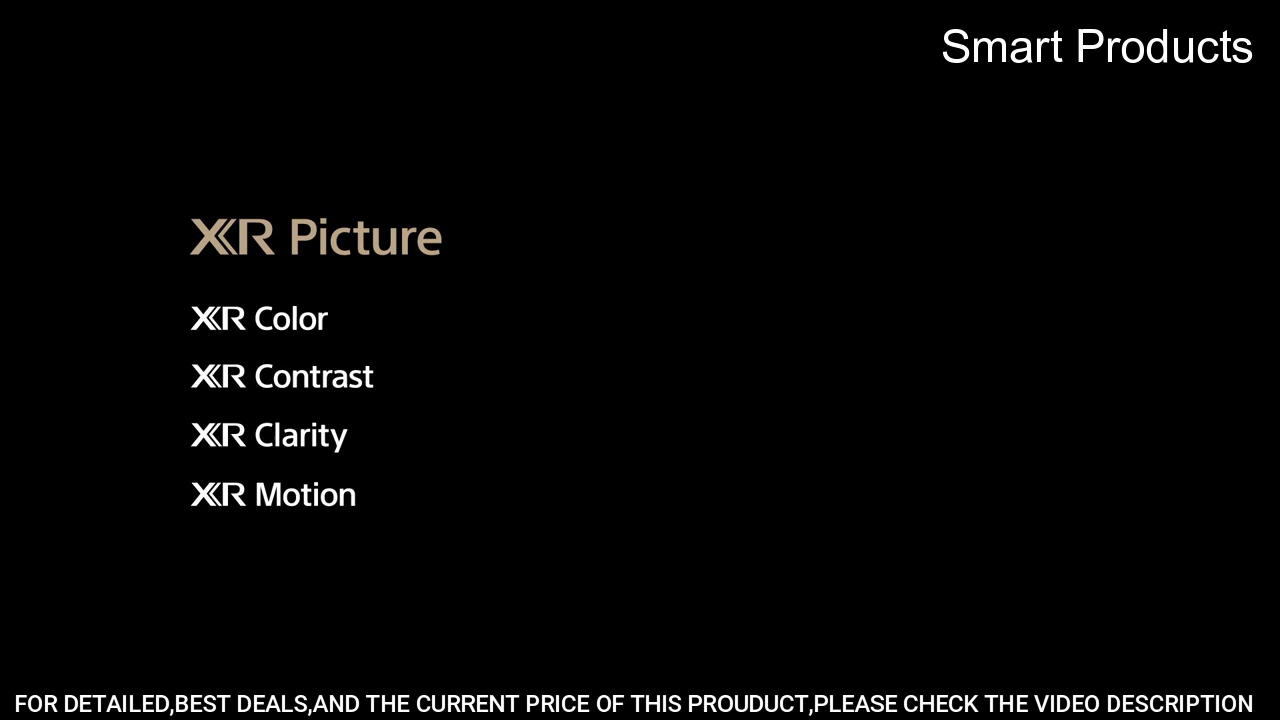 Smart Products
XR Picture
XR Color
XR Contrast
XR Clarity
XR Motion
FOR DETAILED,BEST DEALS,AND THE CURRENT PRICE OF THIS PROUDUCT,PLEASE CHECK THE VIDEO DESCRIPTION